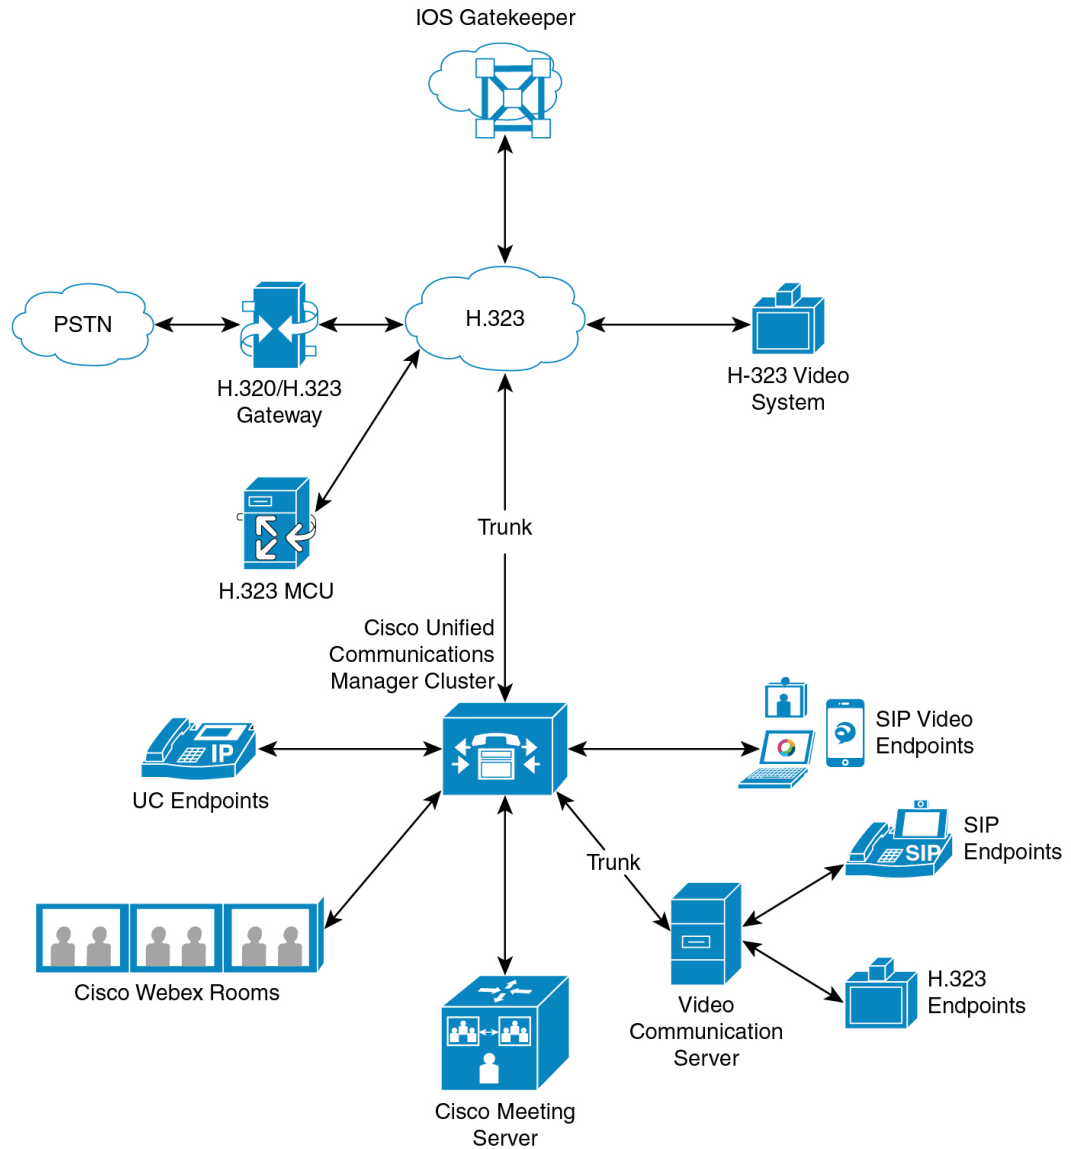 IOS Gatekeeper
PSTN
H.323
H.320/H.323
Gateway
H-323 Video
System
H.323 MCU
Trunk
Cisco Unified
Communications
Manager Cluster
IP
UC Endpoints
SIP Video
Endpoints
SIP
SIP
Endpoints
Trunk
Cisco Webex Rooms
Video
Communication
Server
H.323
Endpoints
Cisco Meeting
Server